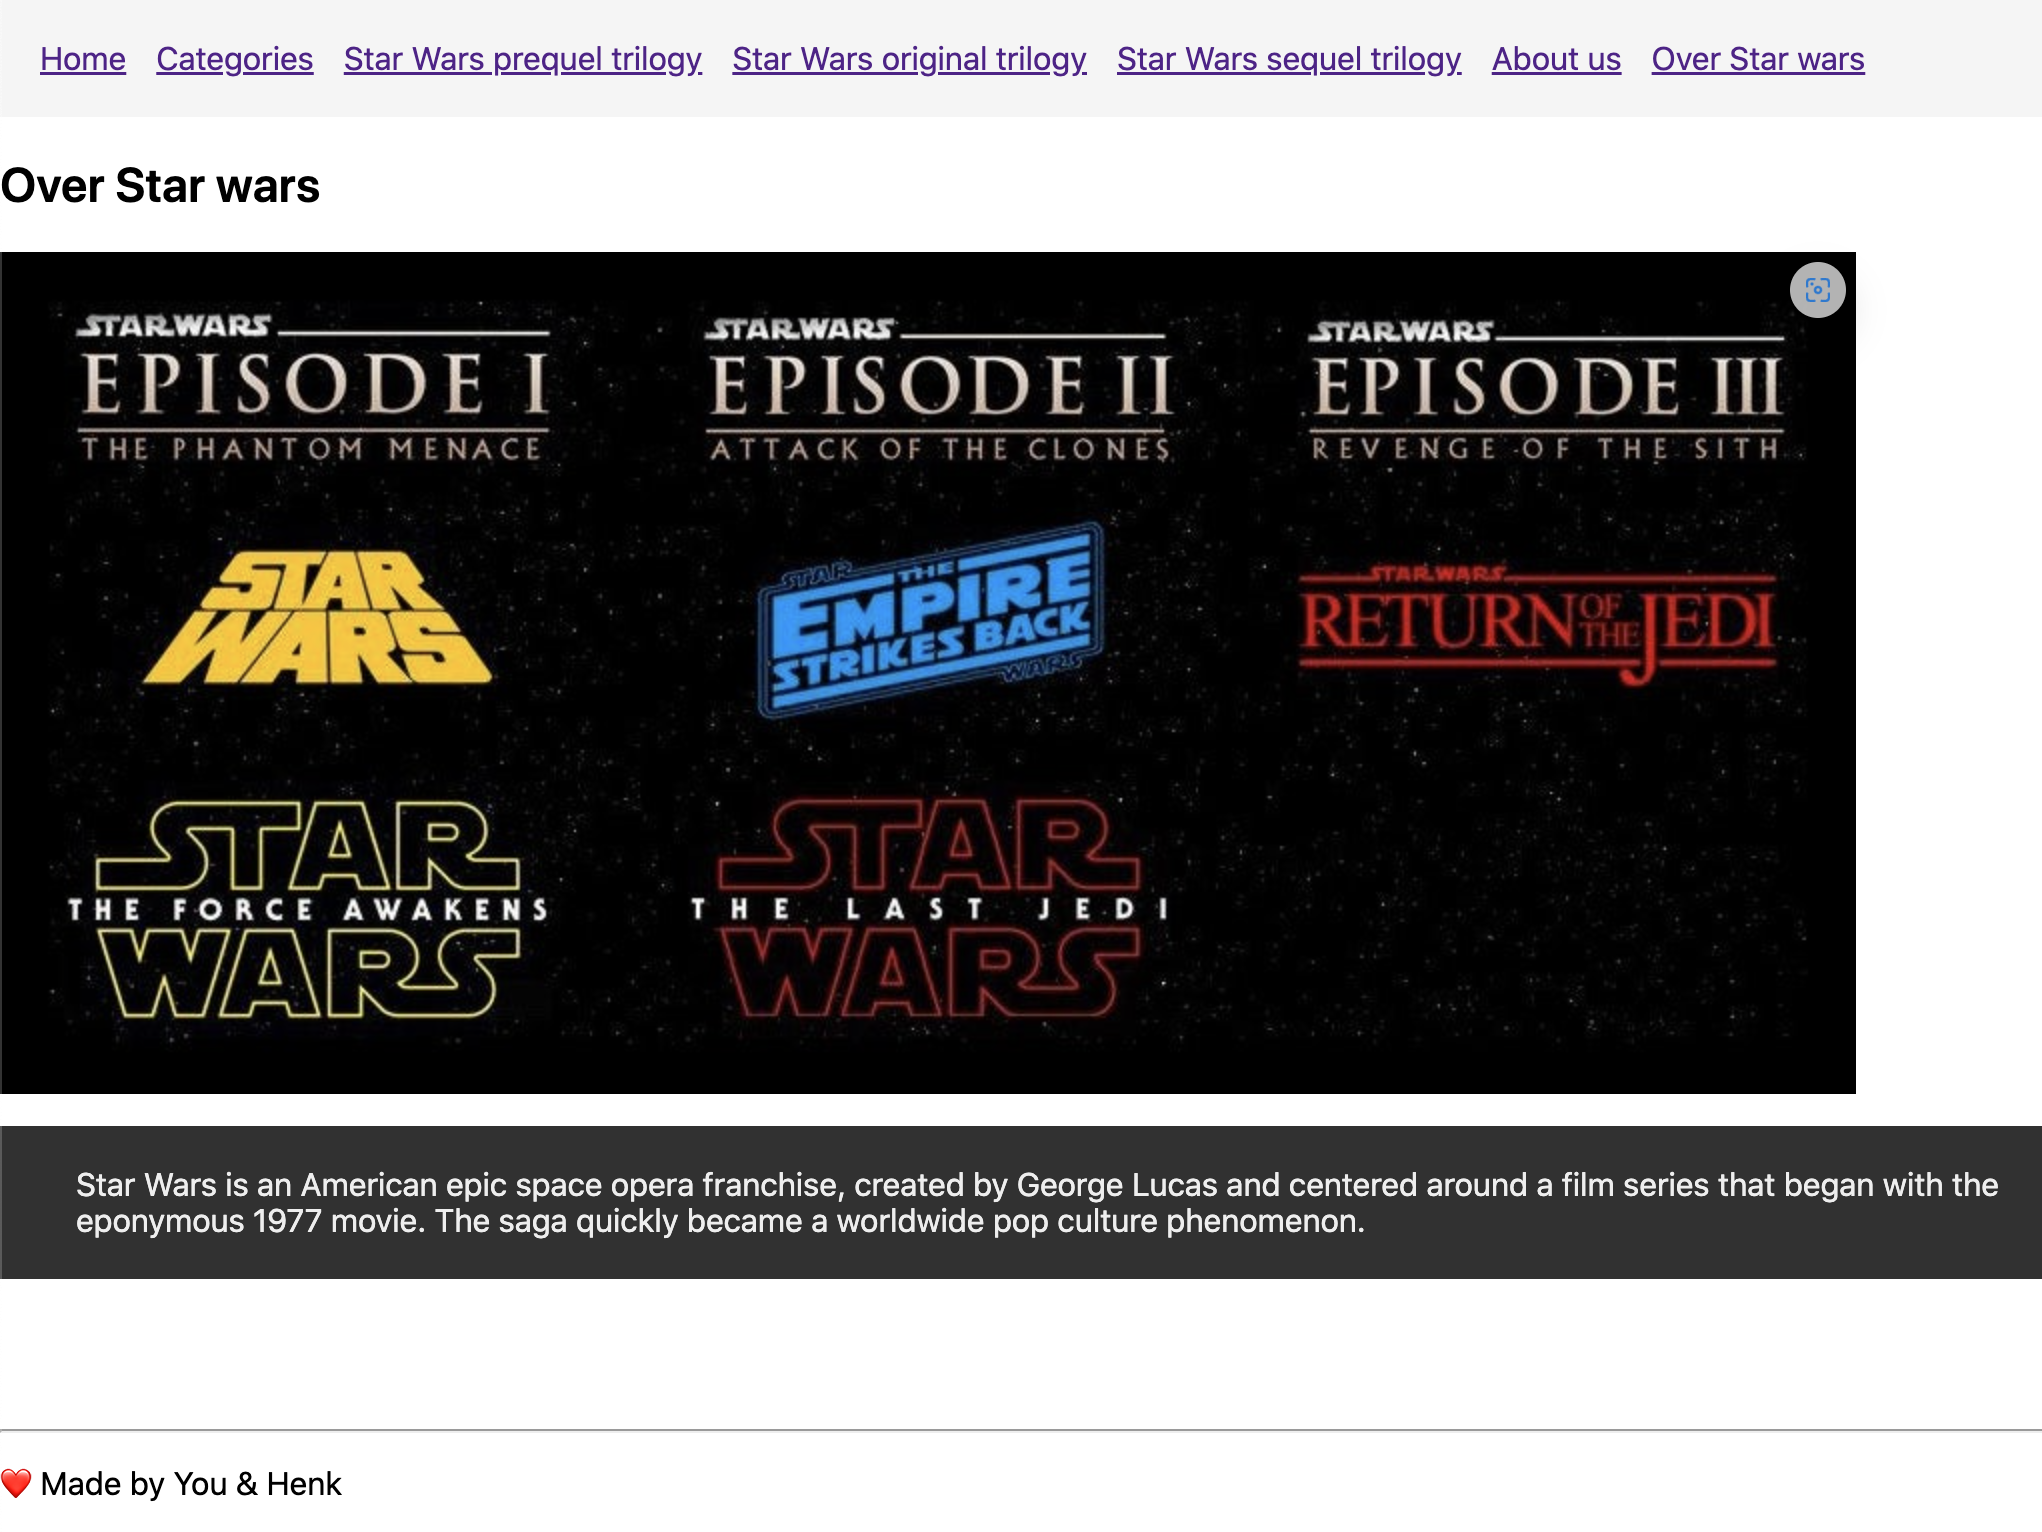 Home Categories Star Wars prequel trilogy Star Wars original trilogy Star Wars sequel trilogy About us Over Star wars
Over Star wars
STAR WARS
EPISODE I
THE PHANTOM MENACE
STAR WARS
EPISODE II
ATTACK OF THE CLONES
STAR WARS
EPISODE III
REVENGE OF THE SITH
STAR
WARS
STAR
THE
EMPIRE
STRIKES BACK
WARS
STAR WARS
RETURN OF THE JEDI
STAR
THE FORCE AWAKENS
WARS
STAR
THE LAST JEDI
WARS
Star Wars is an American epic space opera franchise, created by George Lucas and centered around a film series that began with the
eponymous 1977 movie. The saga quickly became a worldwide pop culture phenomenon.
❤️ Made by You & Henk